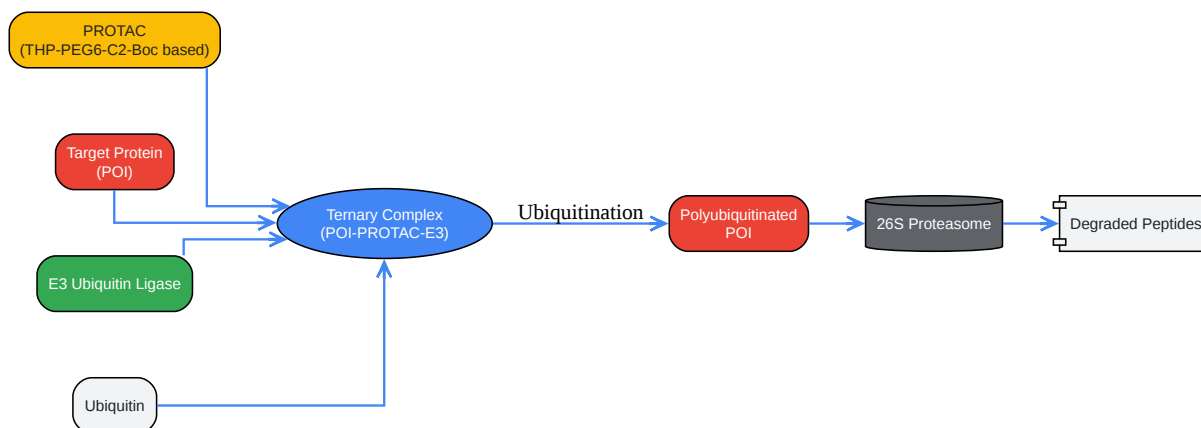 PROTAC
(THP-PEG6-C2-Boc based)
Target Protein
(POI)
E3 Ubiquitin Ligase
Ubiquitin
Ternary Complex
(POI-PROTAC-E3)
Ubiquitination
Polyubiquitinated
POI
26S Proteasome
Degraded Peptides